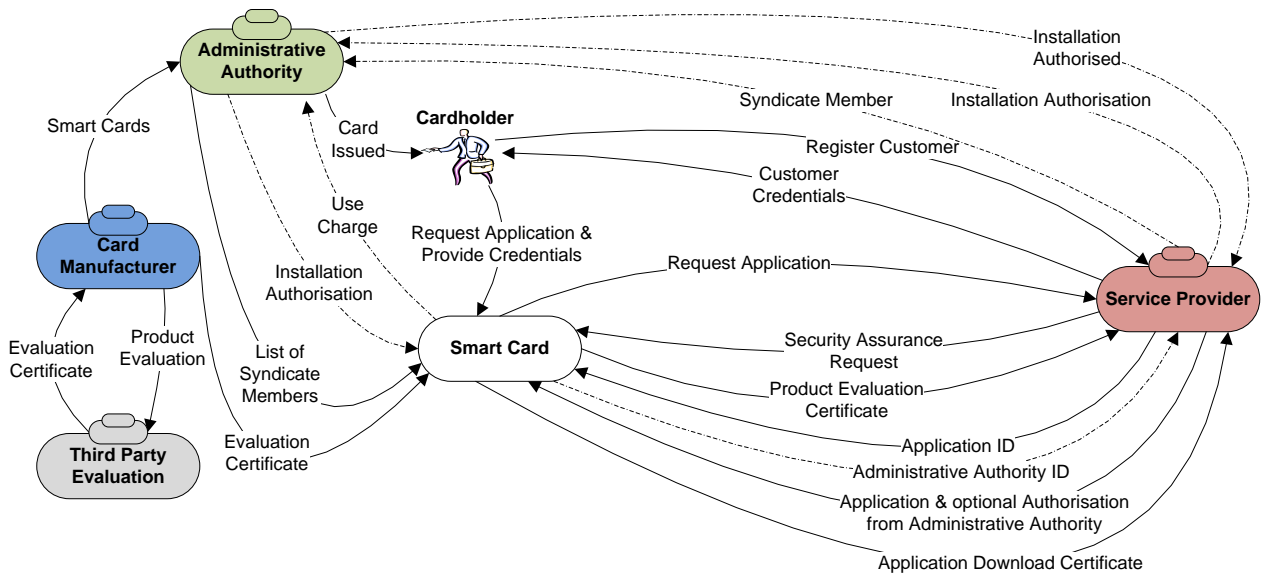 Administrative
Authority
Installation
Authorised
Syndicate Member
Installation Authorisation
Smart Cards
Card
Issued
Cardholder
Register Customer
Customer
Credentials
Use
Charge
Card
Manufacturer
Request Application &
Provide Credentials
Request Application
Installation
Authorisation
Service Provider
Evaluation
Certificate
Product
Evaluation
List of
Syndicate
Members
Smart Card
Security Assurance
Request
Product Evaluation
Certificate
Third Party
Evaluation
Evaluation
Certificate
Application ID
Administrative Authority ID
Application & optional Authorisation
from Administrative Authority
Application Download Certificate